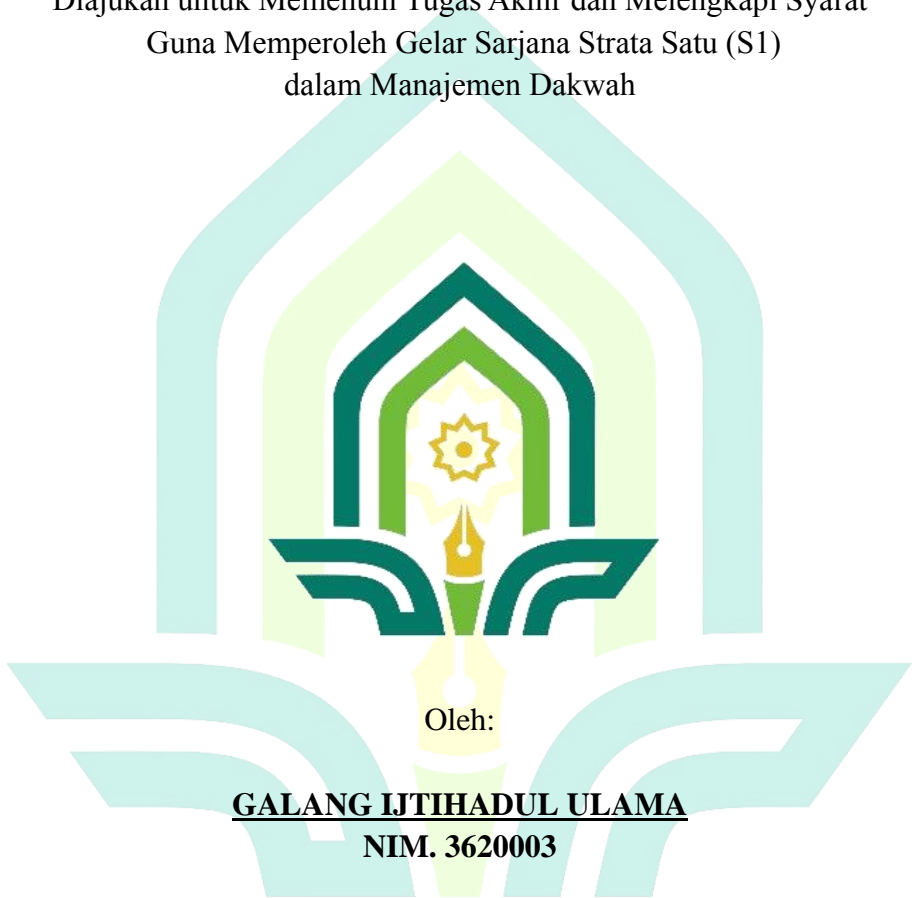 Diajukan untuk Memenuhi Tugas Akhir dan Melengkapi Syarat
Guna Memperoleh Gelar Sarjana Strata Satu (S1)
dalam Manajemen Dakwah
Oleh:
GALANG IJTIHADUL ULAMA
NIM. 3620003